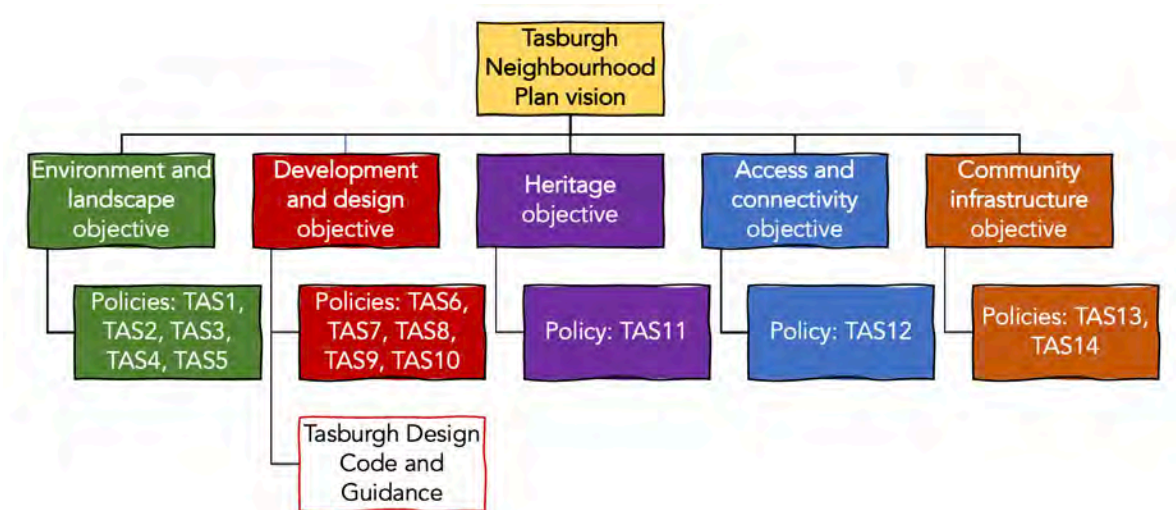 Tasburgh
Neighbourhood
Plan vision
Environment and
landscape
objective
Development
and design
objective
Heritage
objective
Access and
connectivity
objective
Community
infrastructure
objective
Policies: TAS1,
TAS2, TAS3,
TAS4, TAS5
Policies: TAS6,
TAS7, TAS8,
TAS9, TAS10
Policy: TAS11
Policy: TAS12
Policies: TAS13,
TAS14
Tasburgh Design
Code and
Guidance